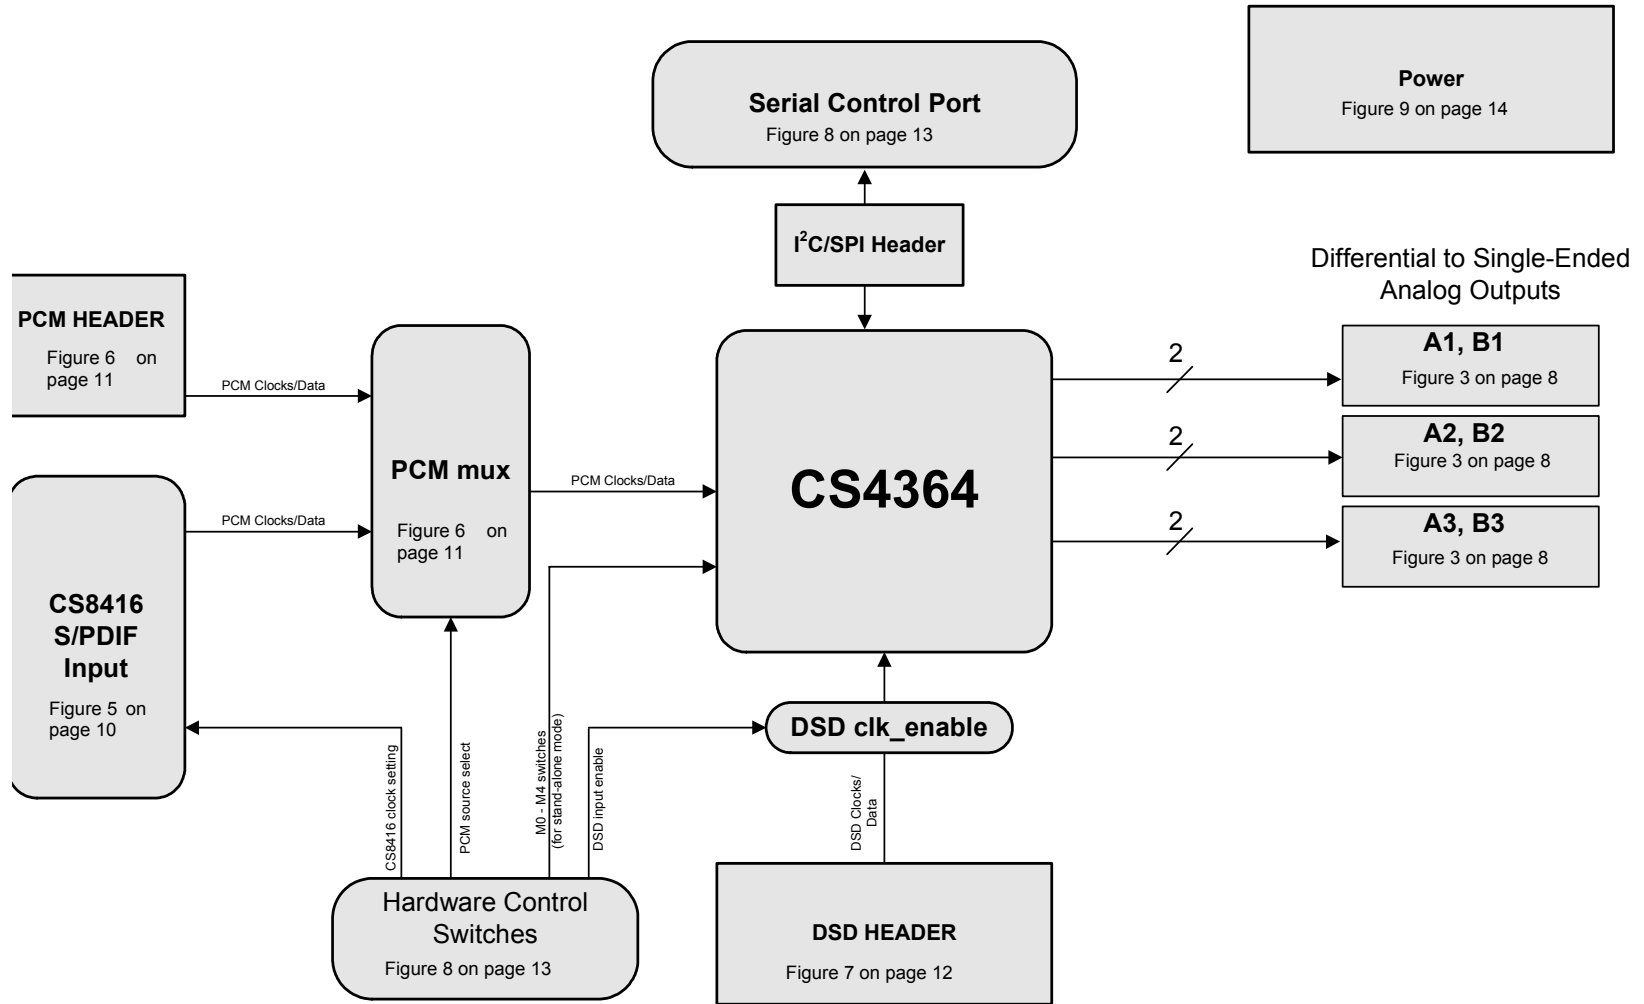 Serial Control Port
Figure 8 on page 13
Power
Figure 9 on page 14
I²C/SPI Header
Differential to Single-Ended
Analog Outputs
PCM HEADER
Figure 6 on
page 11
PCM Clocks/Data
CS8416
S/PDIF
Input
Figure 5 on
page 10
PCM Clocks/Data
PCM mux
Figure 6 on
page 11
PCM Clocks/Data
CS4364
2
2
2
A1, B1
Figure 3 on page 8
A2, B2
Figure 3 on page 8
A3, B3
Figure 3 on page 8
DSD clk_enable
CS8416 clock setting
PCM source select
M0 - M4 switches
(for stand-alone mode)
DSD input enable
DSD Clocks/
Data
Hardware Control
Switches
Figure 8 on page 13
DSD HEADER
Figure 7 on page 12